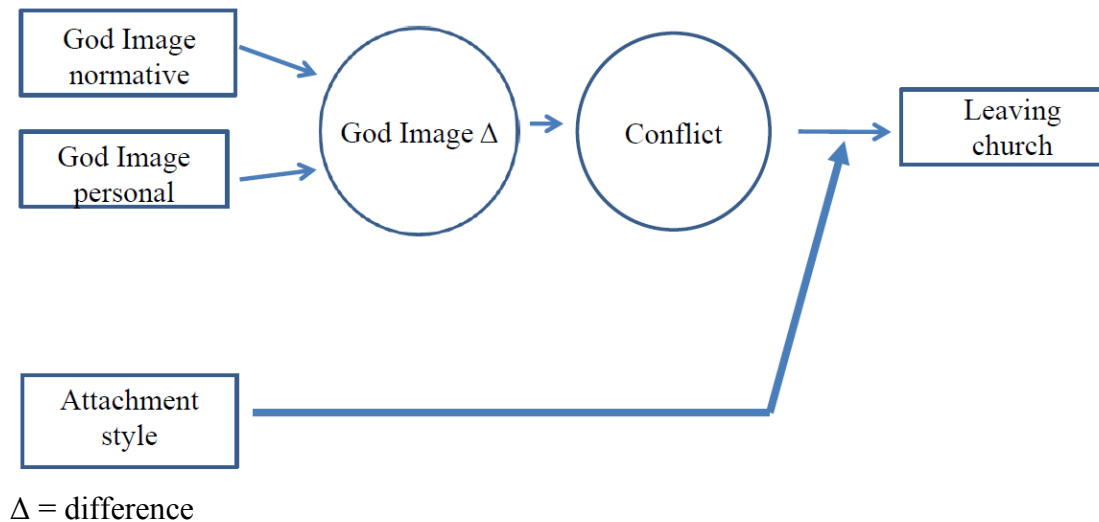 God Image
normative
God Image
personal
God Image Δ
Conflict
Leaving
church
Attachment
style
Δ = difference